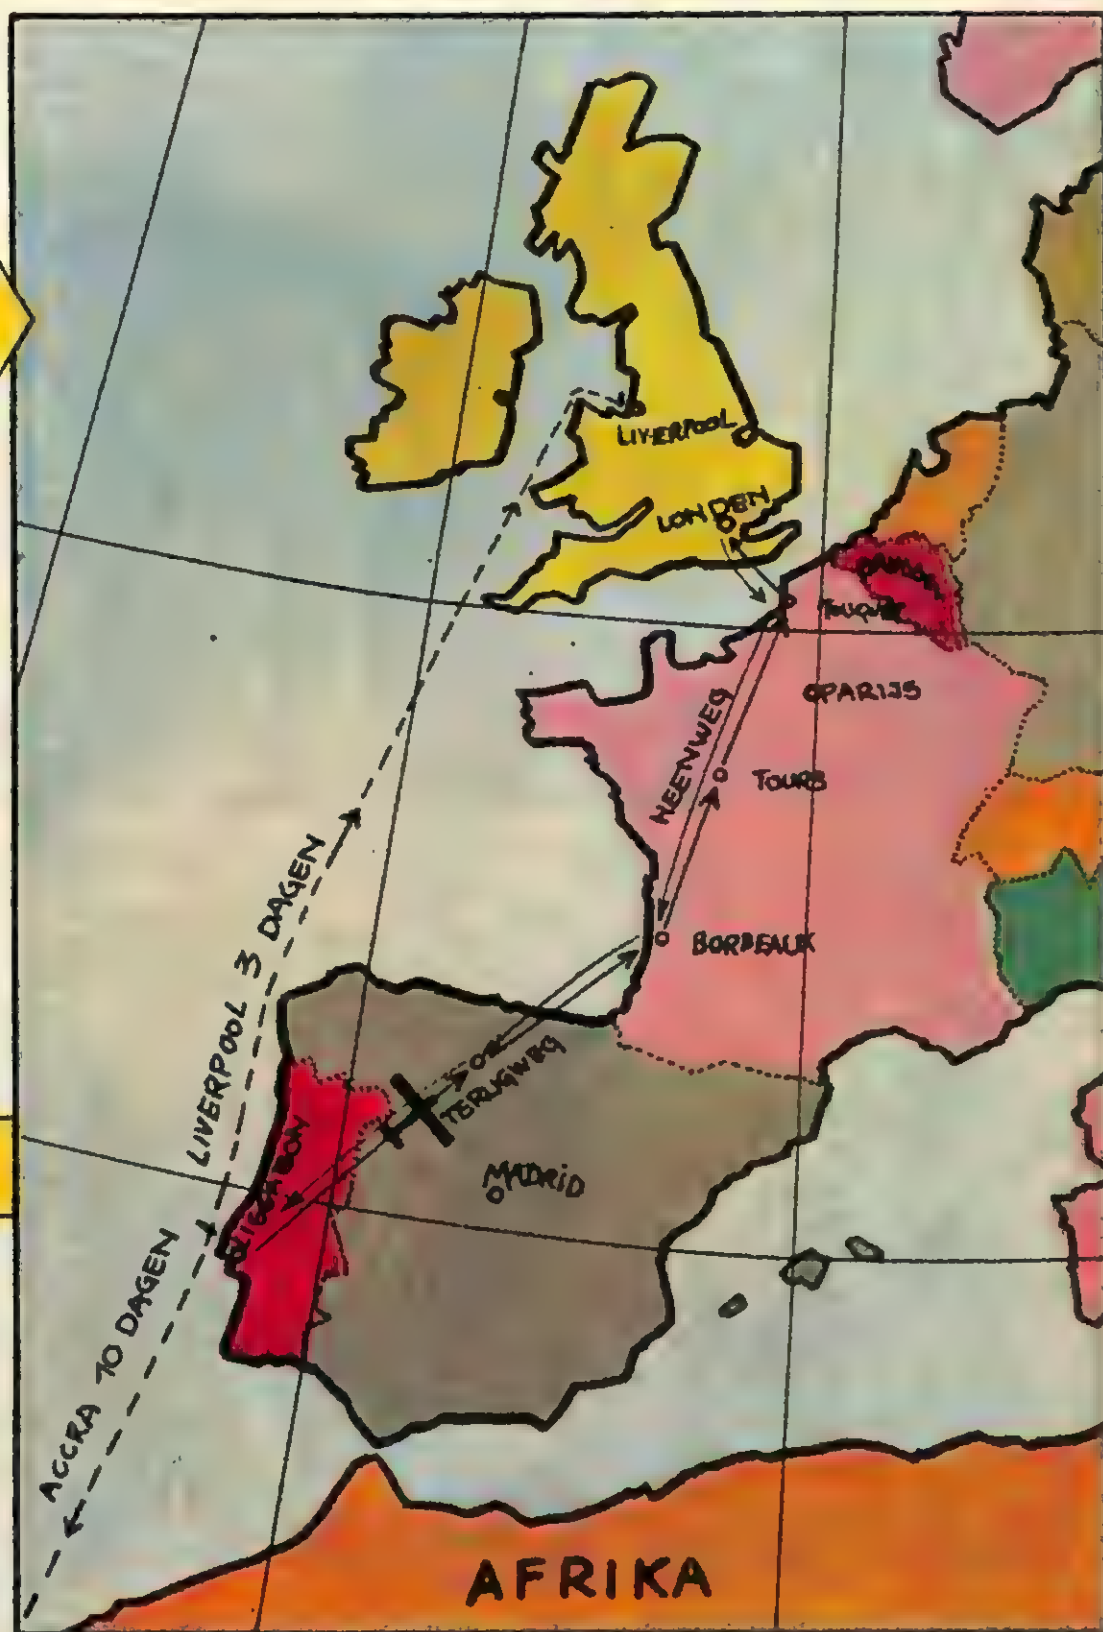 LIVERPOOL
LONDEN
TOUQUET
PARIJS
HEENWEG
TOURS
BORDEAUX
LIVERPOOL 3 DAGEN
TERUGWEG
LISSABON
MADRID
ACCRA 10 DAGEN
AFRIKA